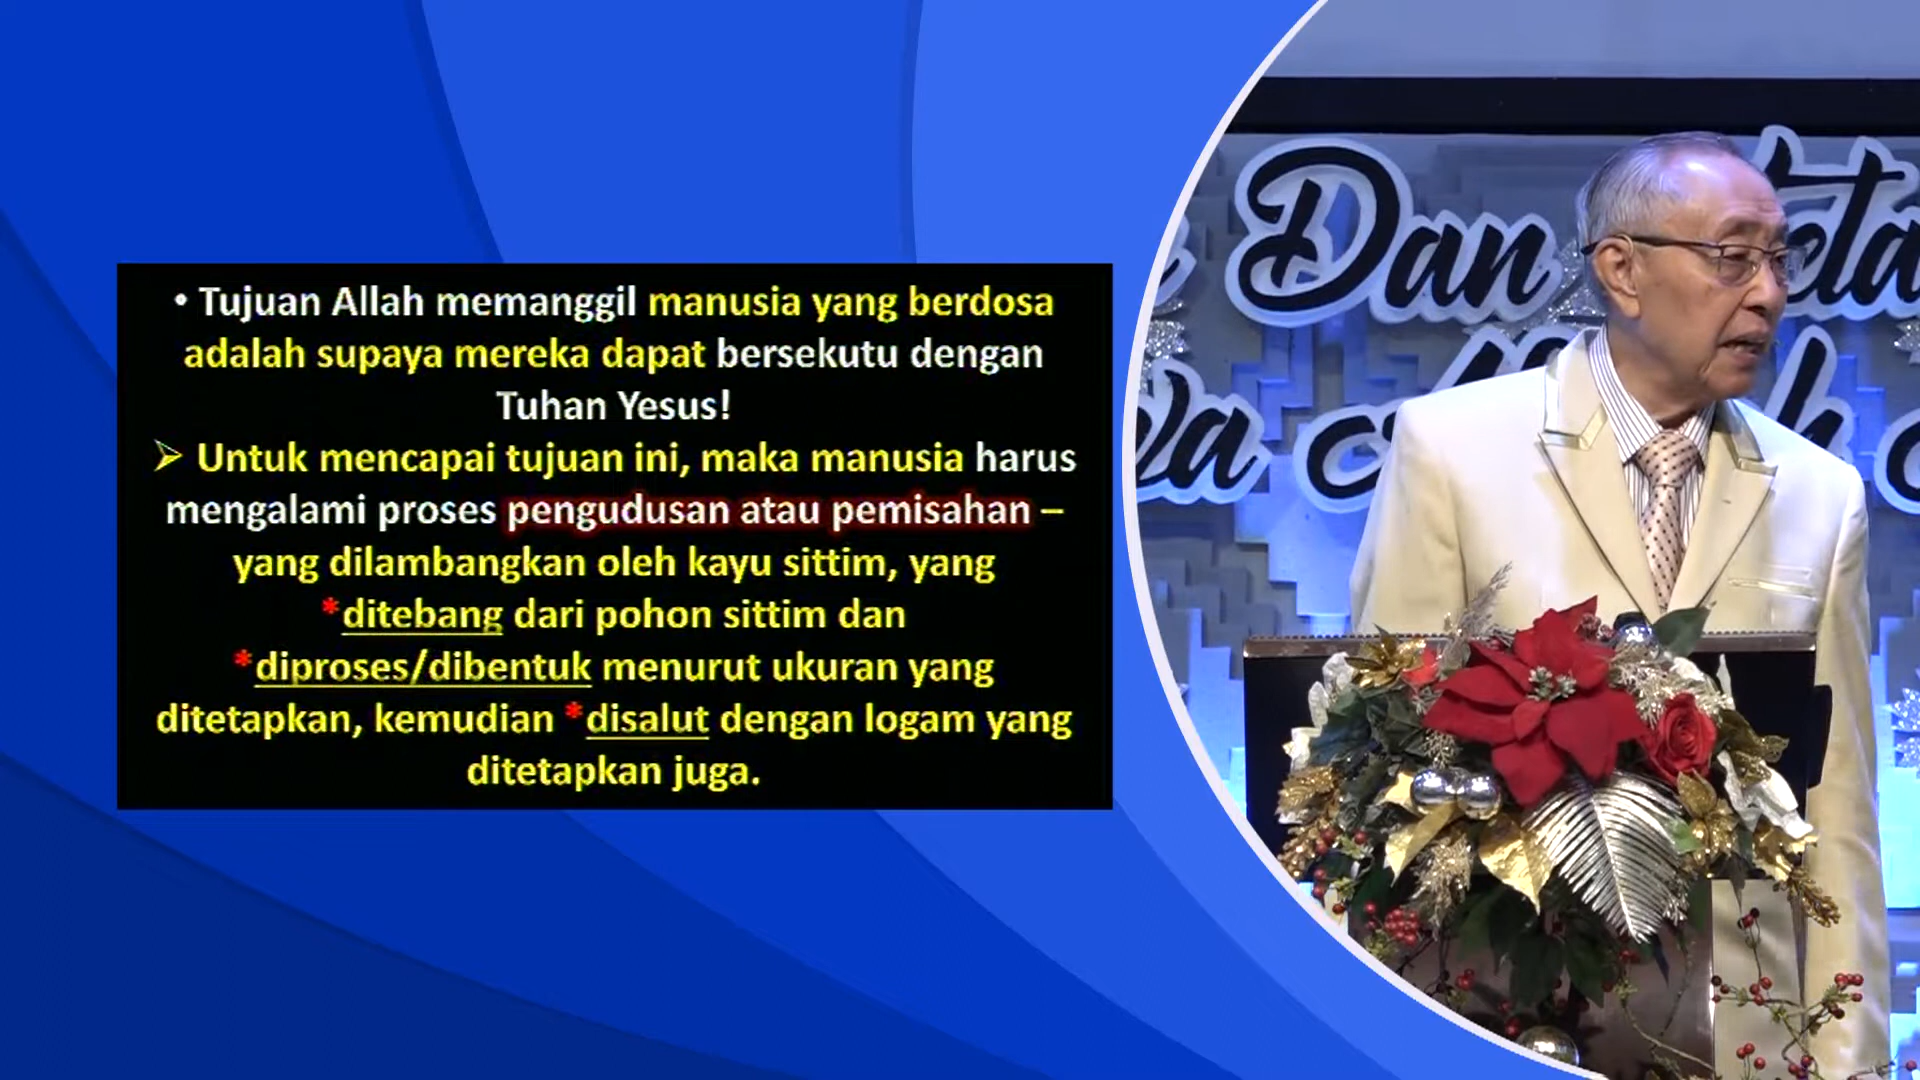 • Tujuan Allah memanggil manusia yang berdosa
adalah supaya mereka dapat bersekutu dengan
Tuhan Yesus!
➢ Untuk mencapai tujuan ini, maka manusia harus
mengalami proses pengudusan atau pemisahan –
yang dilambangkan oleh kayu sittim, yang
*ditebang dari pohon sittim dan
*diproses/dibentuk menurut ukuran yang
ditetapkan, kemudian *disalut dengan logam yang
ditetapkan juga.
Dan